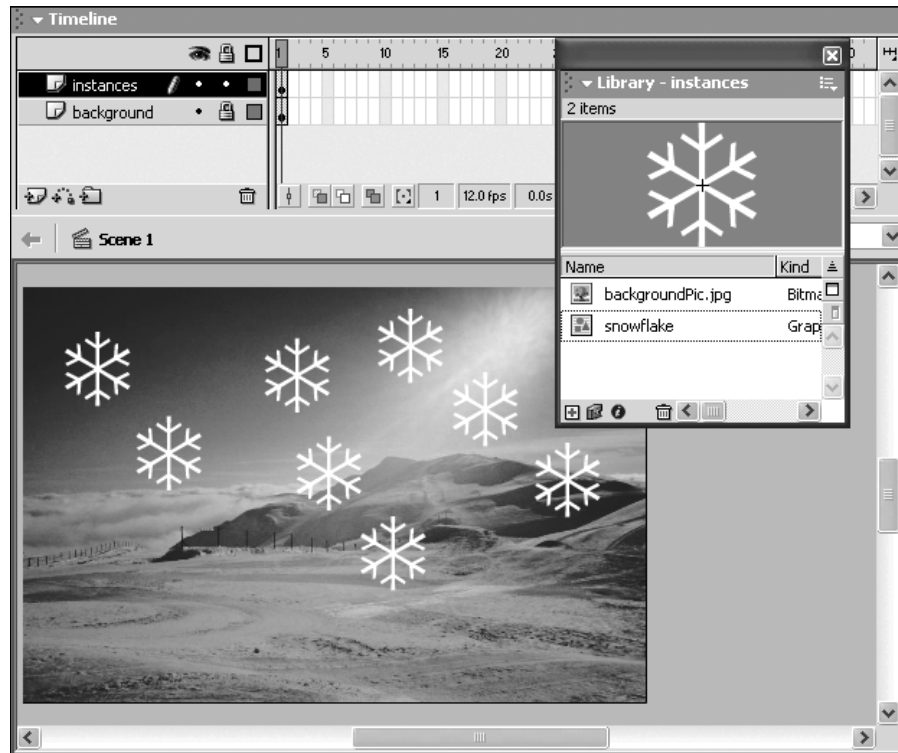 Timeline
1 5 10 15 20
instances
background
1 12.0 fps 0.0s
Scene 1
Library - instances
2 items
Name Kind
backgroundPic.jpg Bitma
snowflake Grap